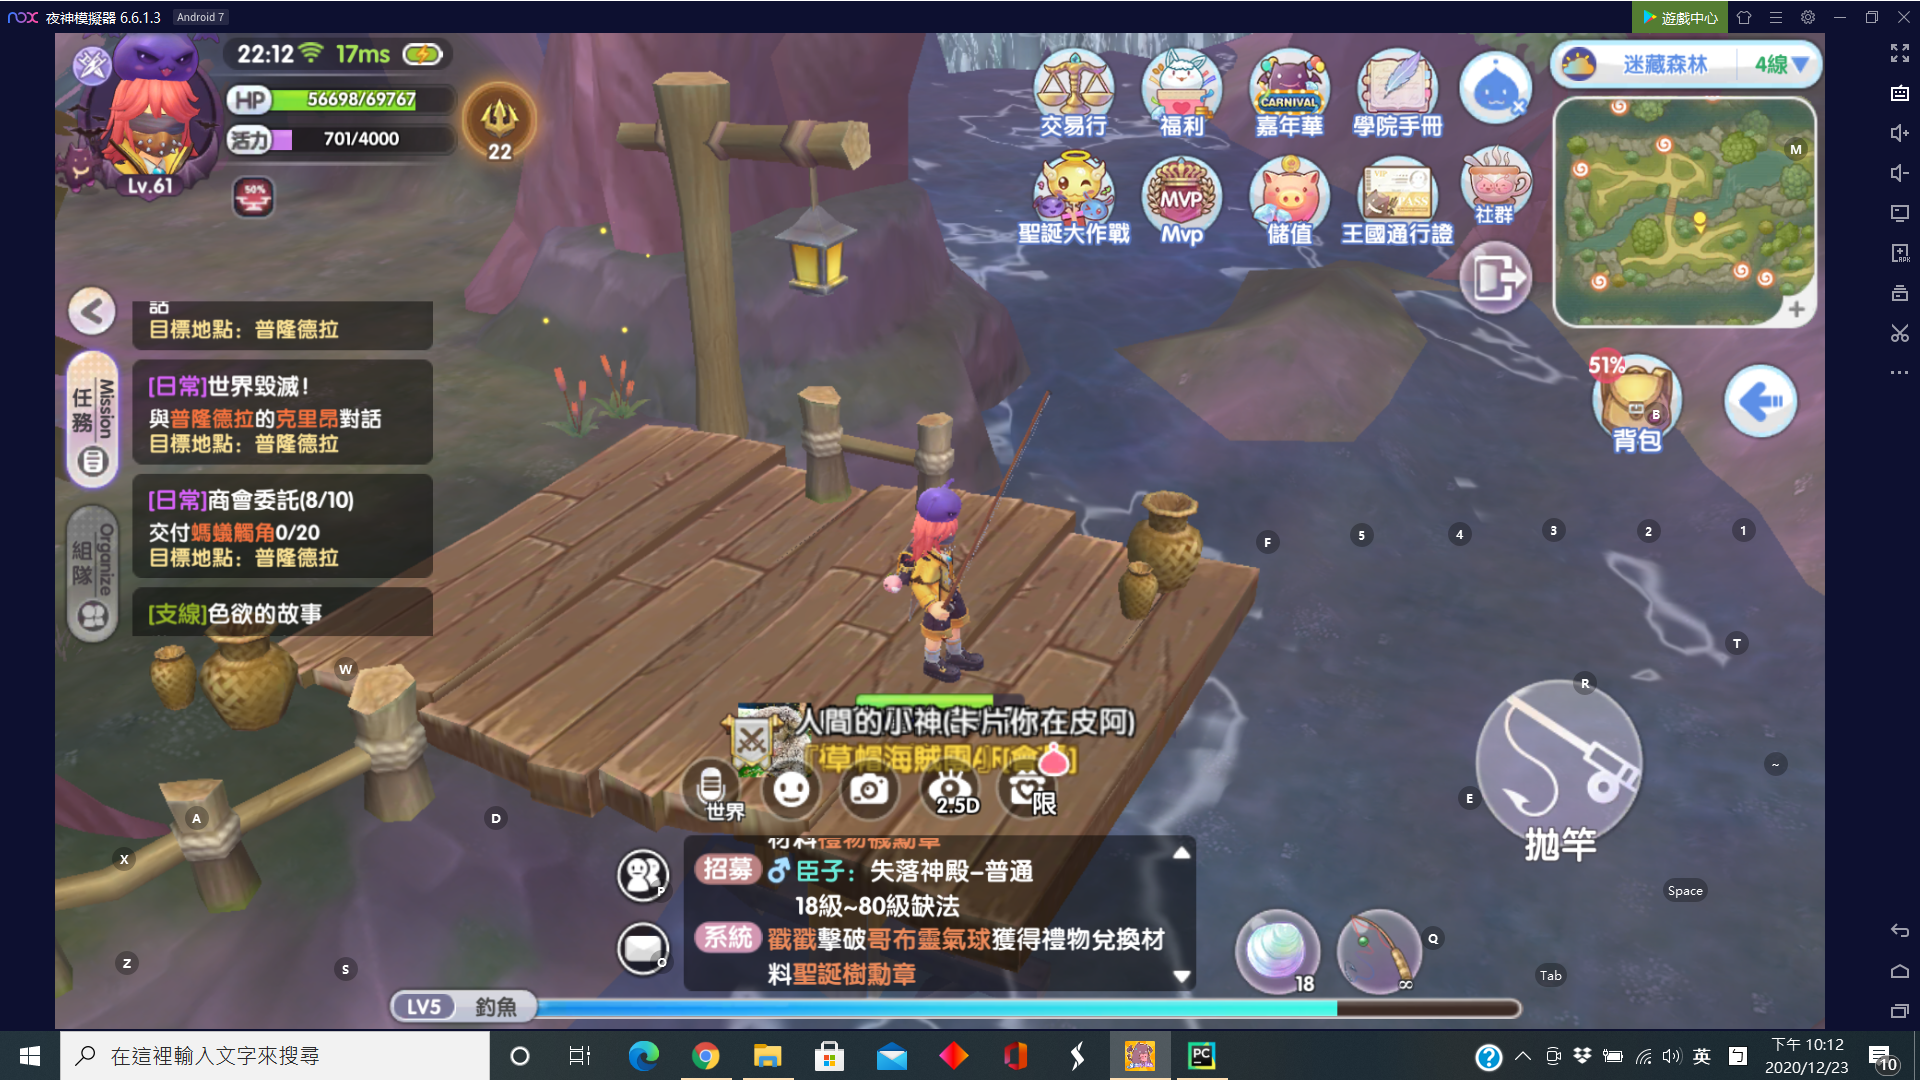 nox 夜神模擬器 6.6.1.3 Android 7
遊戲中心
22:12 17ms
HP 56698/69767
活力 701/4000
Lv.61
22
50%
交易行
福利
CARNIVAL
嘉年華
學院手冊
聖誕大作戰
MVP
Mvp
儲值
VIP
PASS
王國通行證
社群
迷藏森林 4線
M
51%
B
背包
話
目標地點：普隆德拉
[日常]世界毀滅！
與普隆德拉的克里昂對話
目標地點：普隆德拉
[日常]商會委託(8/10)
交付螞蟻觸角0/20
目標地點：普隆德拉
[支線]色欲的故事
任務 Mission
組隊 Organize
F
5
4
3
2
1
T
R
E
~
W
A
D
X
Z
S
拋竿
Space
Q
Tab
人間的小神(卡片你在皮阿)
世界
2.5D
限
P
O
招募 臣子：失落神殿-普通
18級~80級缺法
系統 戳戳擊破哥布靈氣球獲得禮物兌換材
料聖誕樹勳章
18
∞
LV5 釣魚
在這裡輸入文字來搜尋
PC
英
下午 10:12
2020/12/23
10